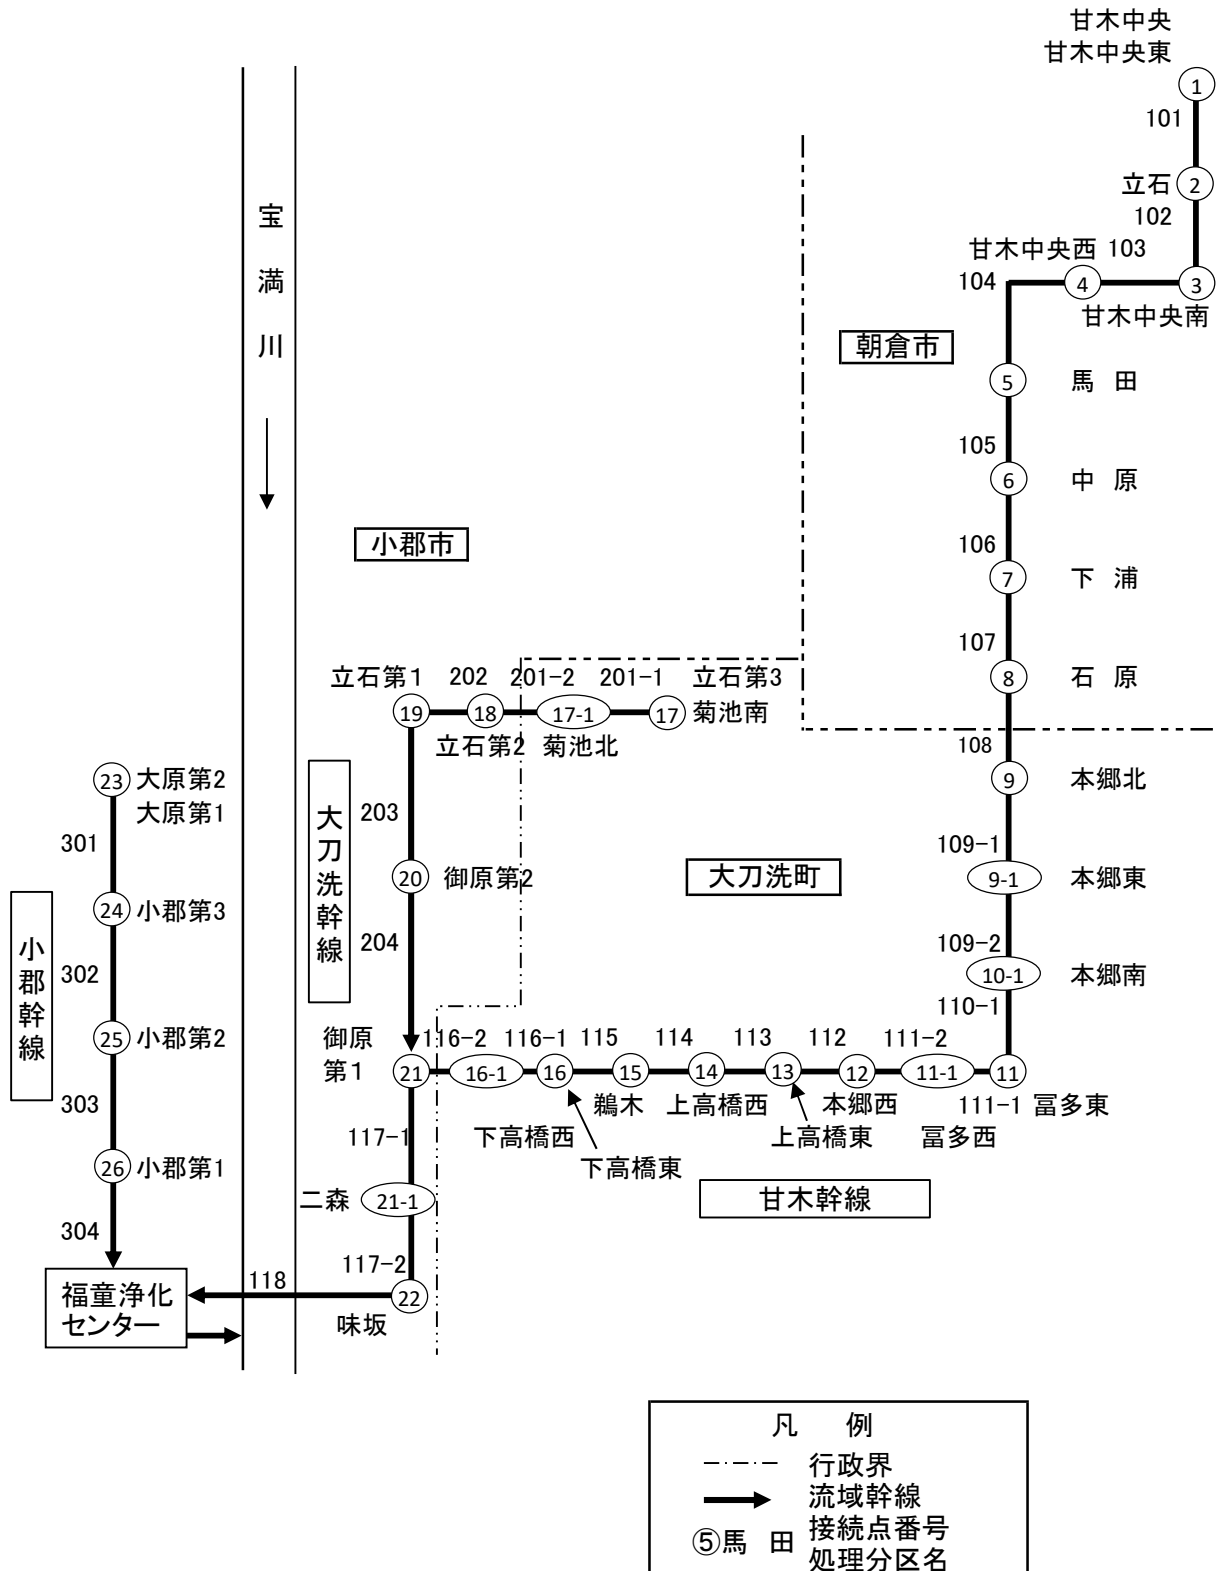 甘木中央
甘木中央東
1
101
立石
2
102
甘木中央西
103
104
4
3
甘木中央南
宝満川
朝倉市
5
馬 田
105
6
中 原
106
7
下 浦
107
8
石 原
小郡市
立石第1
202
201-2
201-1
立石第3
19
18
17-1
17
菊池南
立石第2
菊池北
108
9
本郷北
23
大原第2
大原第1
大刀洗幹線
203
301
20
御原第2
大刀洗町
109-1
9-1
本郷東
小郡幹線
24
小郡第3
204
109-2
302
10-1
本郷南
110-1
25
小郡第2
御原
第1
116-2
116-1
115
114
113
112
111-2
21
16-1
16
15
14
13
12
11-1
11
303
鵜木
上高橋西
本郷西
111-1
冨多東
117-1
下高橋西
上高橋東
冨多西
26
小郡第1
下高橋東
二森
21-1
甘木幹線
304
117-2
118
22
福童浄化
センター
味坂
凡 例
行政界
流域幹線
⑤馬 田
接続点番号
処理分区名